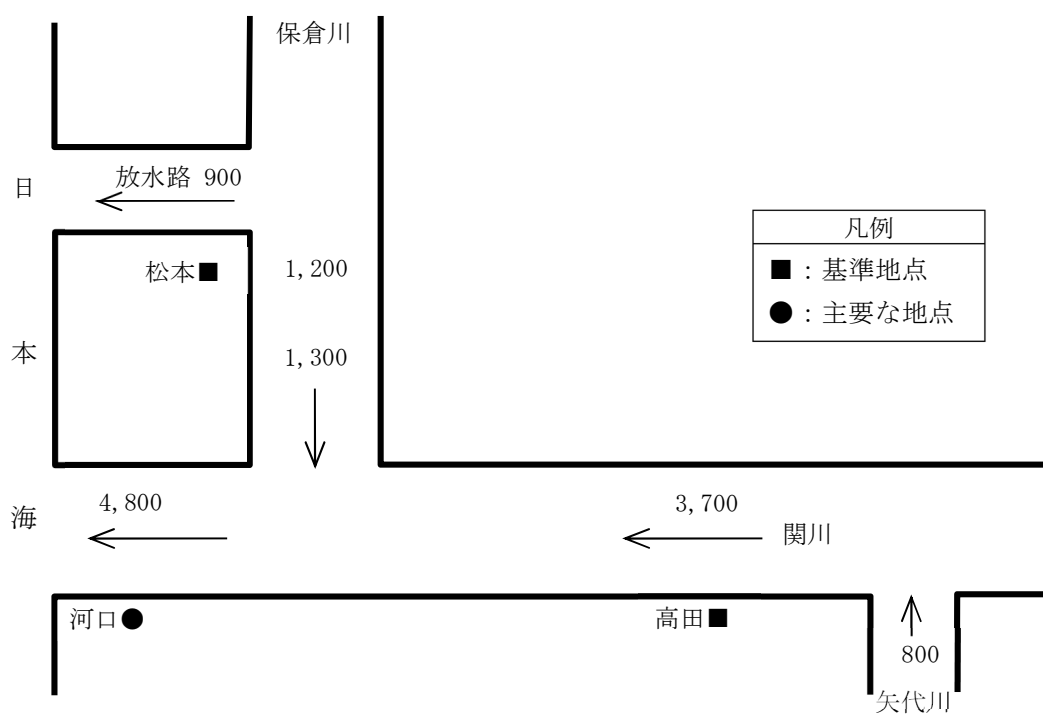 保倉川
放水路 900
日
本
海
松本■
1,200
1,300
凡例
■：基準地点
●：主要な地点
4,800
3,700
関川
河口●
高田■
800
矢代川